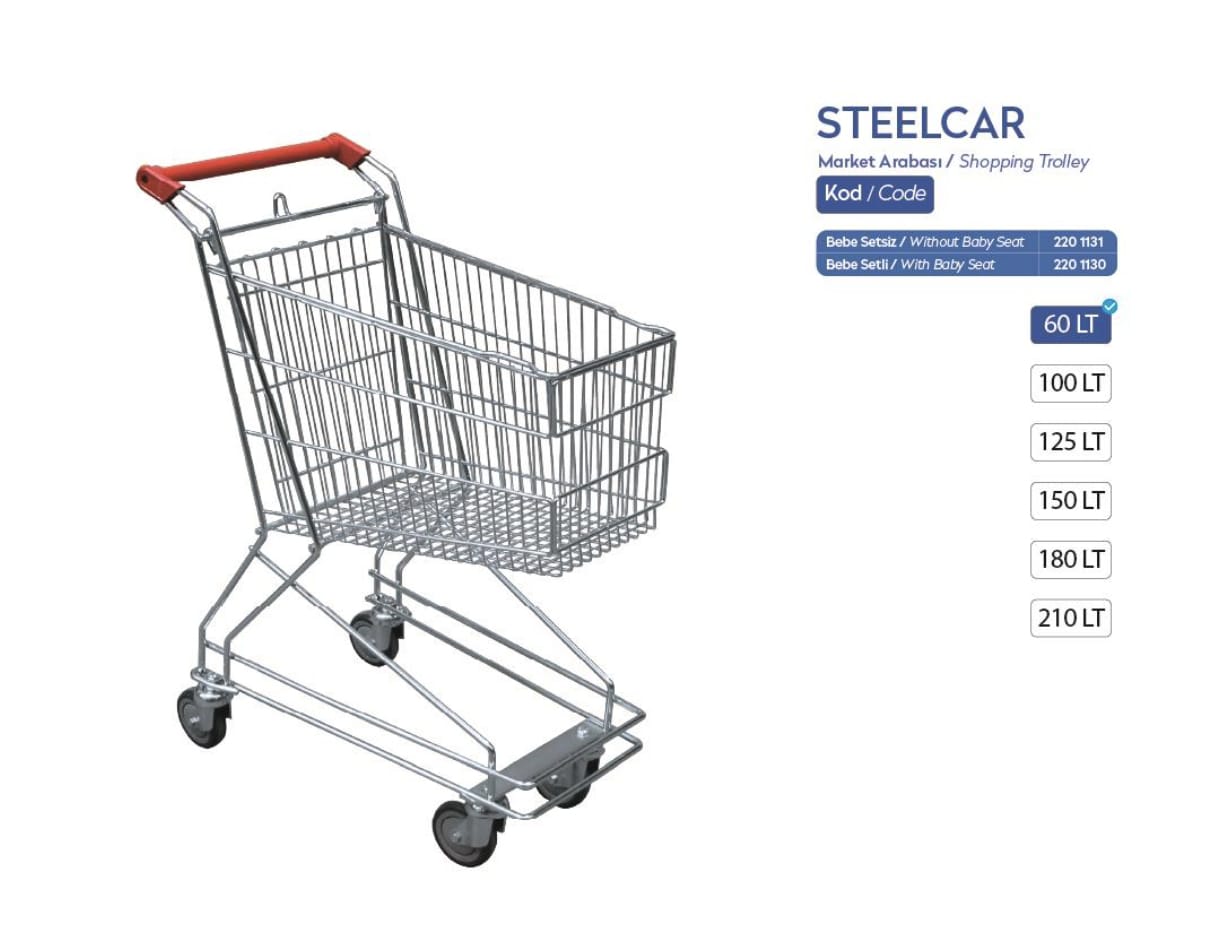 STEELCAR
Market Arabası / Shopping Trolley
Kod / Code
Bebe Setsiz / Without Baby Seat 220 1131
Bebe Setli / With Baby Seat 220 1130
60 LT
100 LT
125 LT
150 LT
180 LT
210 LT